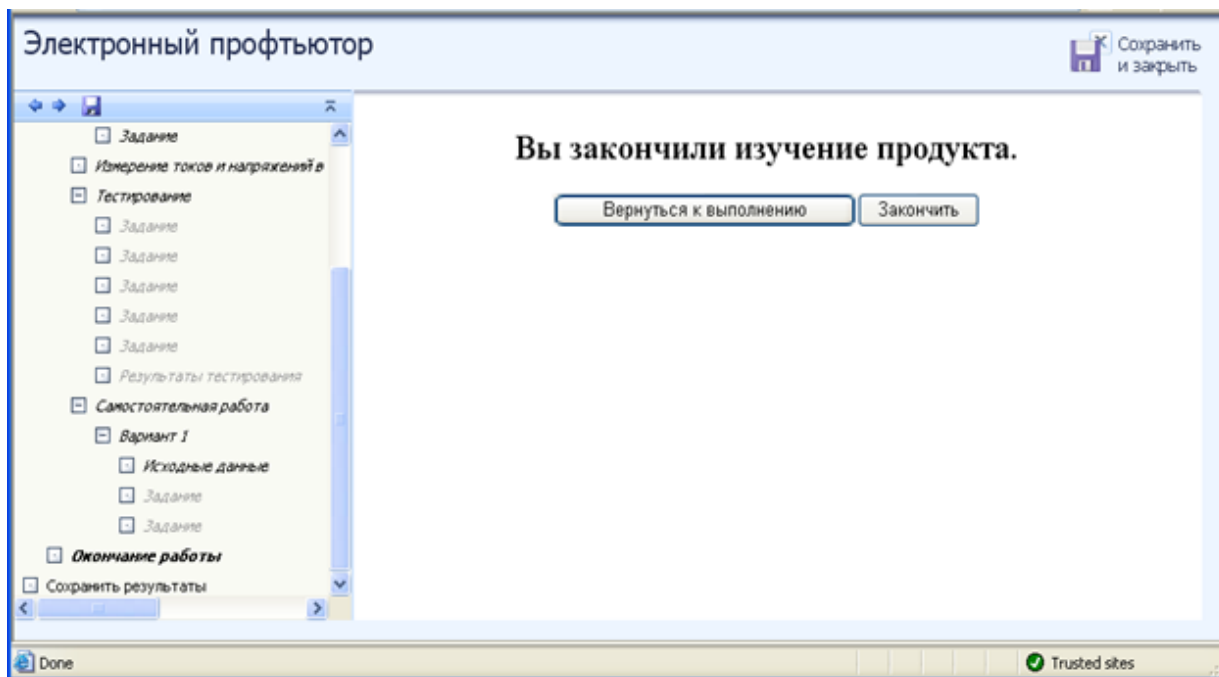 Электронный профтьютор
Сохранить
и закрыть
Задание
Измерение токов и напряжений в
Тестирование
Задание
Задание
Задание
Задание
Задание
Результаты тестирования
Самостоятельная работа
Вариант 1
Исходные данные
Задание
Задание
Окончание работы
Сохранить результаты
Вы закончили изучение продукта.
Вернуться к выполнению
Закончить
Done
Trusted sites